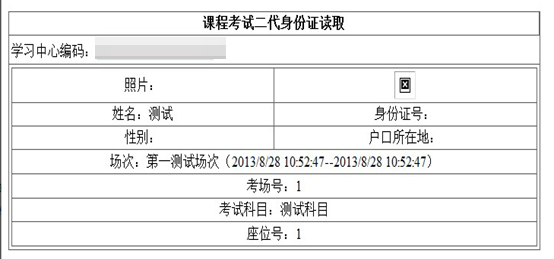 课程考试二代身份证读取
学习中心编码：
照片：
姓名：测试 身份证号：
性别： 户口所在地：
场次：第一测试场次（2013/8/28 10:52:47--2013/8/28 10:52:47）
考场号：1
考试科目：测试科目
座位号：1